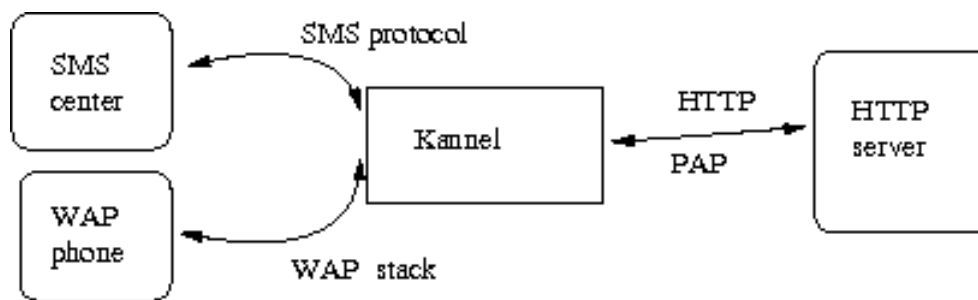 SMS protocol
SMS
center
Kannel
HTTP
PAP
HTTP
server
WAP
phone
WAP stack